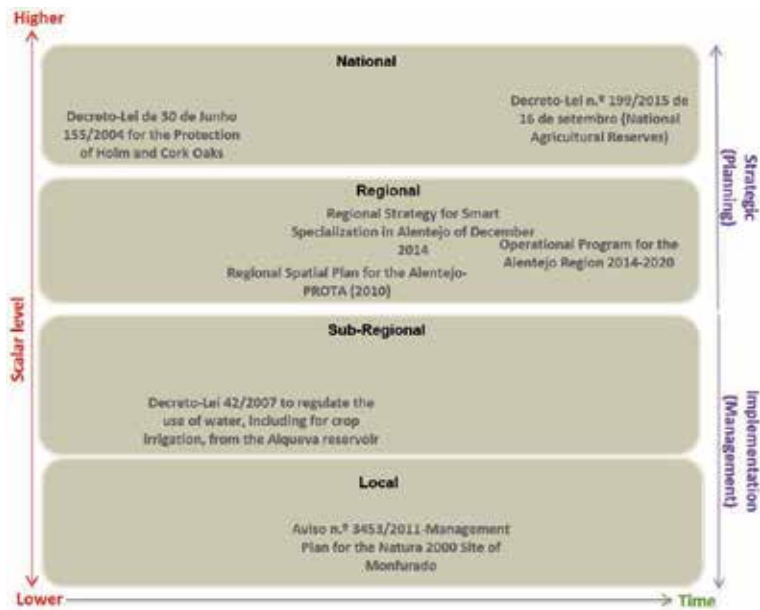 Higher
National
Decreto-Lei de 30 de Junho
155/2004 for the Protection
of Holm and Cork Oaks
Decreto-Lei n.º 199/2015 de
16 de setembro (National
Agricultural Reserves)
Regional
Regional Strategy for Smart
Specialization in Alentejo of December
2014
Operational Program for the
Alentejo Region 2014-2020
Regional Spatial Plan for the Alentejo-
PROTA (2010)
Sub-Regional
Decreto-Lei 42/2007 to regulate the
use of water, including for crop
irrigation, from the Alqueva reservoir
Local
Aviso n.º 3453/2011-Management
Plan for the Natura 2000 Site of
Monfurado
Scalar level
Strategic
(Planning)
Implementation
(Management)
Lower
Time